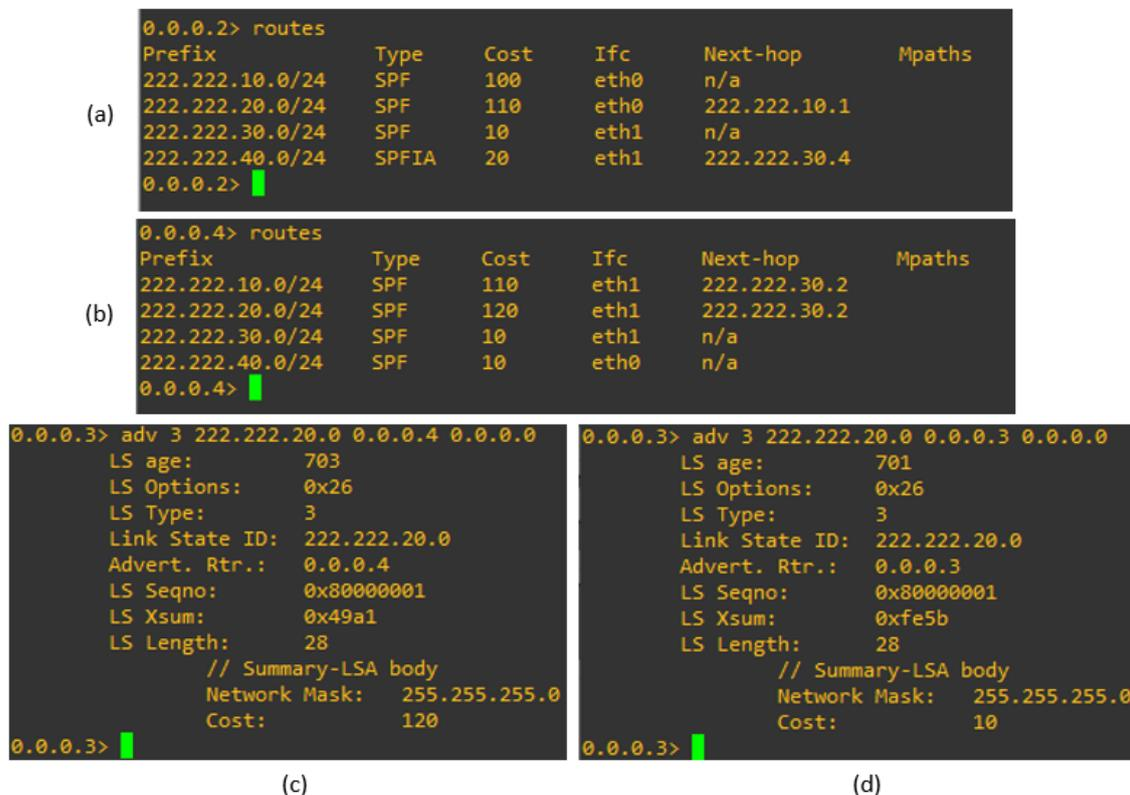 0.0.0.2> routes
Prefix Type Cost Ifc Next-hop Mpaths
222.222.10.0/24 SPF 100 eth0 n/a
222.222.20.0/24 SPF 110 eth0 222.222.10.1
222.222.30.0/24 SPF 10 eth1 n/a
222.222.40.0/24 SPFIA 20 eth1 222.222.30.4
0.0.0.2>
(a)
0.0.0.4> routes
Prefix Type Cost Ifc Next-hop Mpaths
222.222.10.0/24 SPF 110 eth1 222.222.30.2
222.222.20.0/24 SPF 120 eth1 222.222.30.2
222.222.30.0/24 SPF 10 eth1 n/a
222.222.40.0/24 SPF 10 eth0 n/a
0.0.0.4>
(b)
0.0.0.3> adv 3 222.222.20.0 0.0.0.4 0.0.0.0
LS age: 703
LS Options: 0x26
LS Type: 3
Link State ID: 222.222.20.0
Advert. Rtr.: 0.0.0.4
LS Seqno: 0x80000001
LS Xsum: 0x49a1
LS Length: 28
// Summary-LSA body
Network Mask: 255.255.255.0
Cost: 120
0.0.0.3>
(c)
0.0.0.3> adv 3 222.222.20.0 0.0.0.3 0.0.0.0
LS age: 701
LS Options: 0x26
LS Type: 3
Link State ID: 222.222.20.0
Advert. Rtr.: 0.0.0.3
LS Seqno: 0x80000001
LS Xsum: 0xfe5b
LS Length: 28
// Summary-LSA body
Network Mask: 255.255.255.0
Cost: 10
0.0.0.3>
(d)